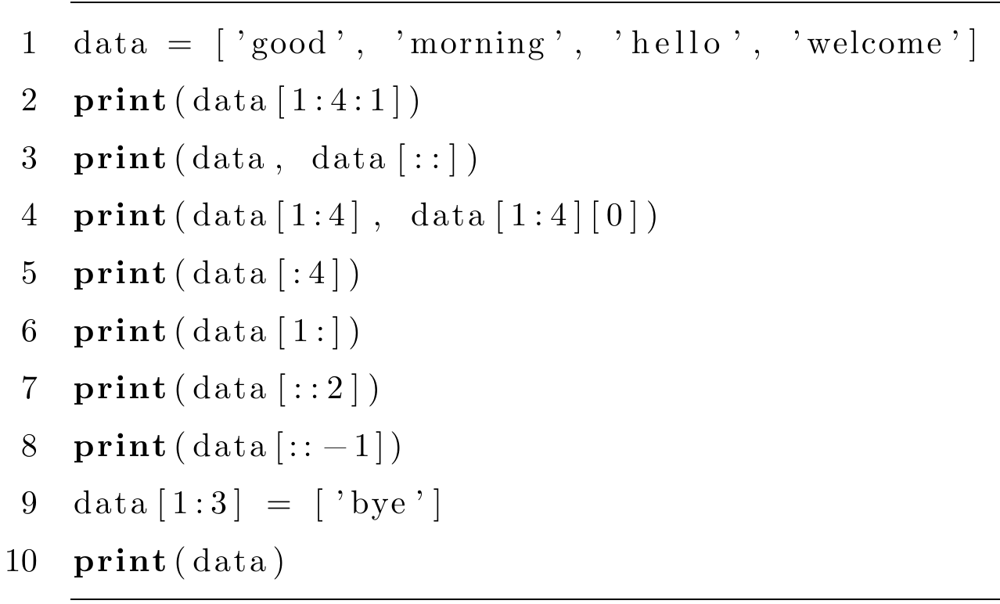 1 data = ['good', 'morning', 'hello', 'welcome']
2 print(data[1:4:1])
3 print(data, data[::])
4 print(data[1:4], data[1:4][0])
5 print(data[:4])
6 print(data[1:])
7 print(data[::2])
8 print(data[::-1])
9 data[1:3] = ['bye']
10 print(data)